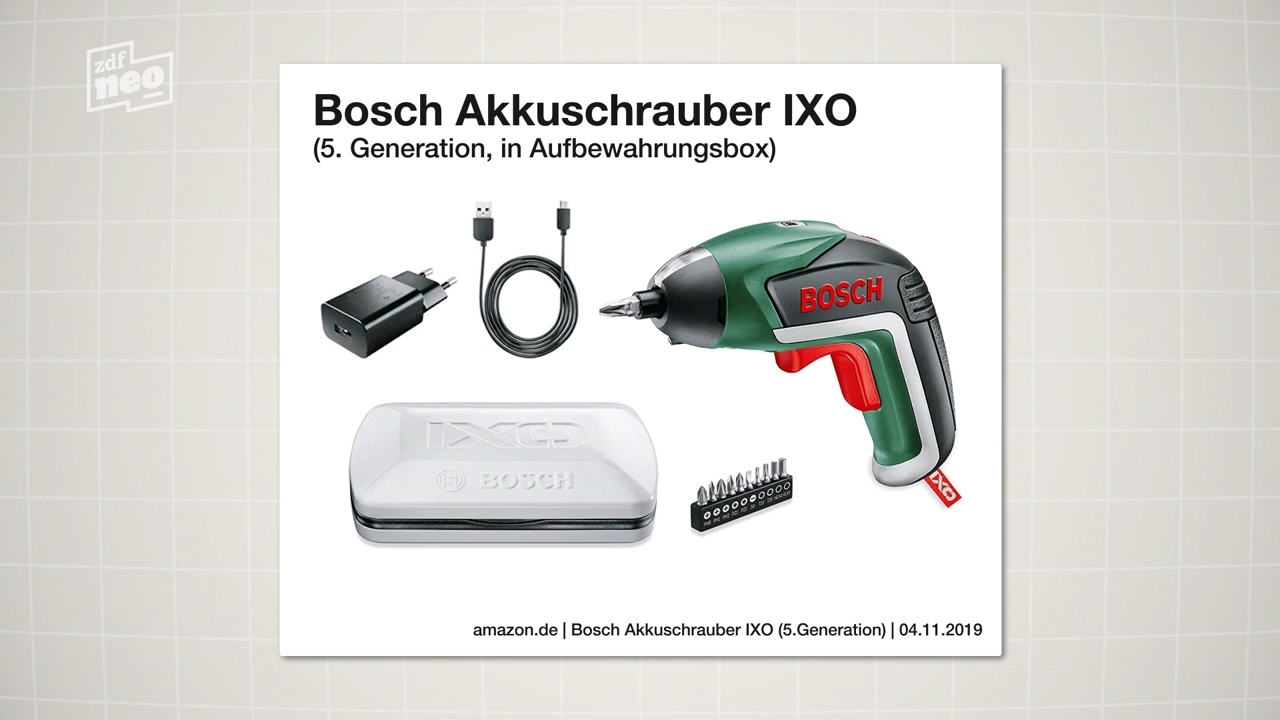 zdf
neo
Bosch Akkuschrauber IXO
(5. Generation, in Aufbewahrungsbox)
BOSCH
IXO
BOSCH
IXO
amazon.de | Bosch Akkuschrauber IXO (5.Generation) | 04.11.2019